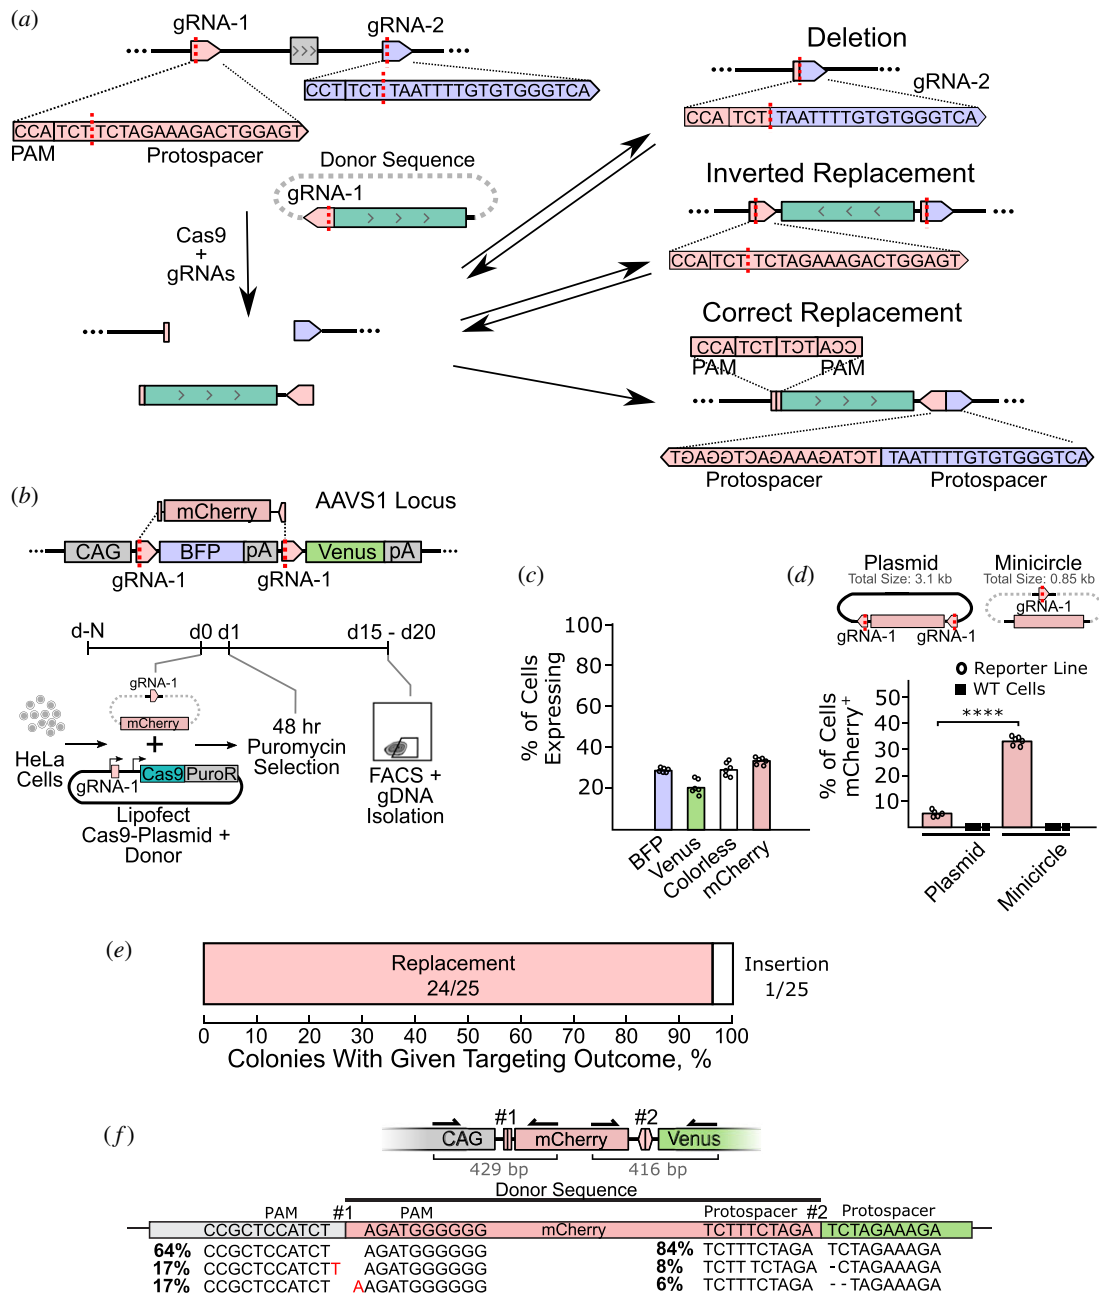 (a)
gRNA-1
gRNA-2
CCT TCT TAATTTTGTGTGGGTCA
CCA TCT TCTAGAAAGACTGGAGT
PAM
Protospacer
Donor Sequence
gRNA-1
Cas9
+
gRNAs
Deletion
gRNA-2
CCA TCT TAATTTTGTGTGGGTCA
Inverted Replacement
CCA TCT TCTAGAAAGACTGGAGT
Correct Replacement
CCA TCT TCT ACC
PAM PAM
TCTAGAAAGACTGGAGT TAATTTTGTGTGGGTCA
Protospacer Protospacer
(b)
AAVS1 Locus
mCherry
CAG BFP pA Venus pA
gRNA-1 gRNA-1
d-N d0 d1 d15 - d20
gRNA-1
mCherry
+
HeLa
Cells
gRNA-1 Cas9 PuroR
Lipofect
Cas9-Plasmid +
Donor
48 hr
Puromycin
Selection
FACS +
gDNA
Isolation
(c)
% of Cells
Expressing
100
80
60
40
20
BFP
Venus
Colorless
mCherry
(d)
Plasmid
Total Size: 3.1 kb
gRNA-1 gRNA-1
Minicircle
Total Size: 0.85 kb
gRNA-1
Reporter Line
WT Cells
% of Cells
mCherry+
50
40
30
20
10
****
Plasmid
Minicircle
(e)
Replacement
24/25
Insertion
1/25
0 10 20 30 40 50 60 70 80 90 100
Colonies With Given Targeting Outcome, %
(f)
#1 #2
CAG mCherry Venus
429 bp 416 bp
Donor Sequence
PAM #1 PAM Protospacer #2 Protospacer
CCGCTCCATCT AGATGGGGGGG mCherry TCTTTCTAGA TCTAGAAAGA
64% CCGCTCCATCT AGATGGGGGGG 84% TCTTTCTAGA TCTAGAAAGA
17% CCGCTCCATCTT AGATGGGGGGG 8% TCTT TCTAGA -CTAGAAAGA
17% CCGCTCCATCT AAGATGGGGGGG 6% TCTTTCTAGA --TAGAAAGA